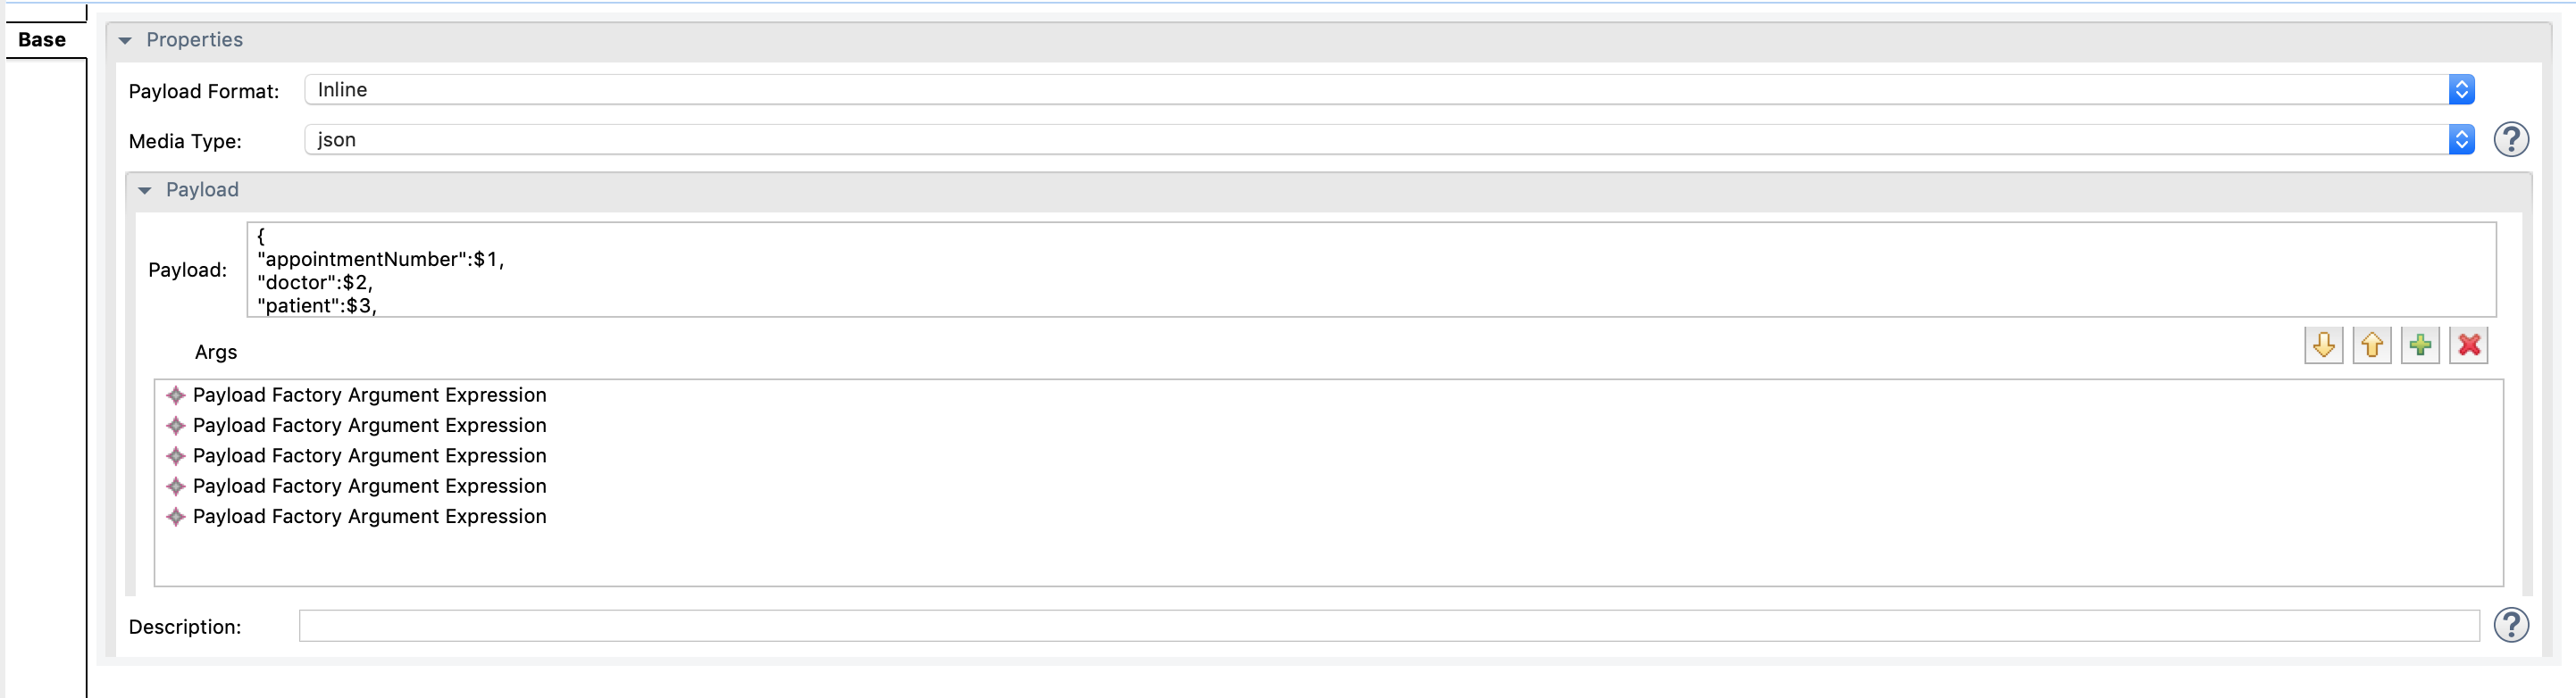 Base
Properties
Payload Format: Inline
Media Type: json
?
Payload
Payload: {
"appointmentNumber":$1,
"doctor":$2,
"patient":$3,
Args
Payload Factory Argument Expression
Payload Factory Argument Expression
Payload Factory Argument Expression
Payload Factory Argument Expression
Payload Factory Argument Expression
Description:
?